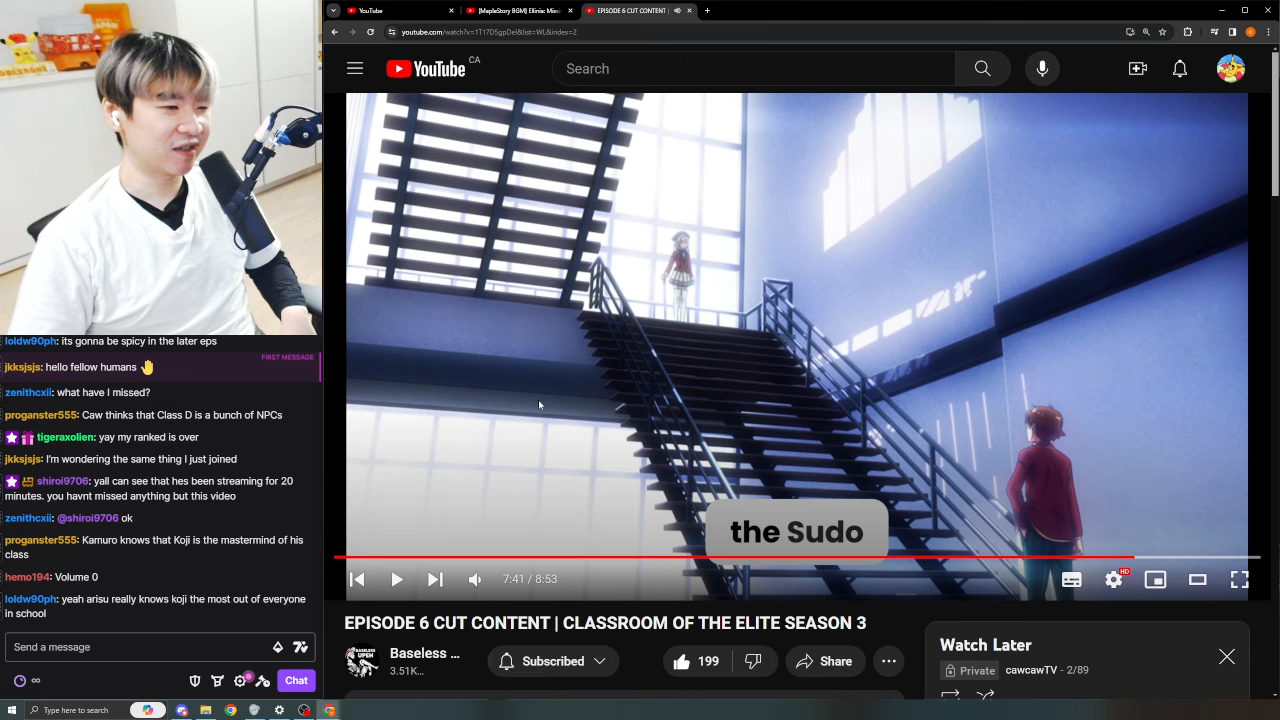 YouTube
[MapleStory BGM] Ellinia: Missi
EPISODE 6 CUT CONTENT |
youtube.com/watch?v=1T17D5gpDeI&list=WL&index=2
YouTube CA
Search
the Sudo
7:41 / 8:53
HD
EPISODE 6 CUT CONTENT | CLASSROOM OF THE ELITE SEASON 3
Baseless ...
3.51K...
Subscribed
199
Share
Watch Later
Private
cawcawTV - 2/89
loldw90ph: its gonna be spicy in the later eps
FIRST MESSAGE
jkksjsjs: hello fellow humans 🤚
zenithcxii: what have I missed?
proganster555: Caw thinks that Class D is a bunch of NPCs
tigeraxolien: yay my ranked is over
jkksjsjs: I'm wondering the same thing I just joined
shiroi9706: yall can see that hes been streaming for 20
minutes. you havnt missed anything but this video
zenithcxii: @shiroi9706 ok
proganster555: Kamuro knows that Koji is the mastermind of his
class
hemo194: Volume 0
loldw90ph: yeah arisu really knows koji the most out of everyone
in school
Send a message
∞
Chat
Type here to search